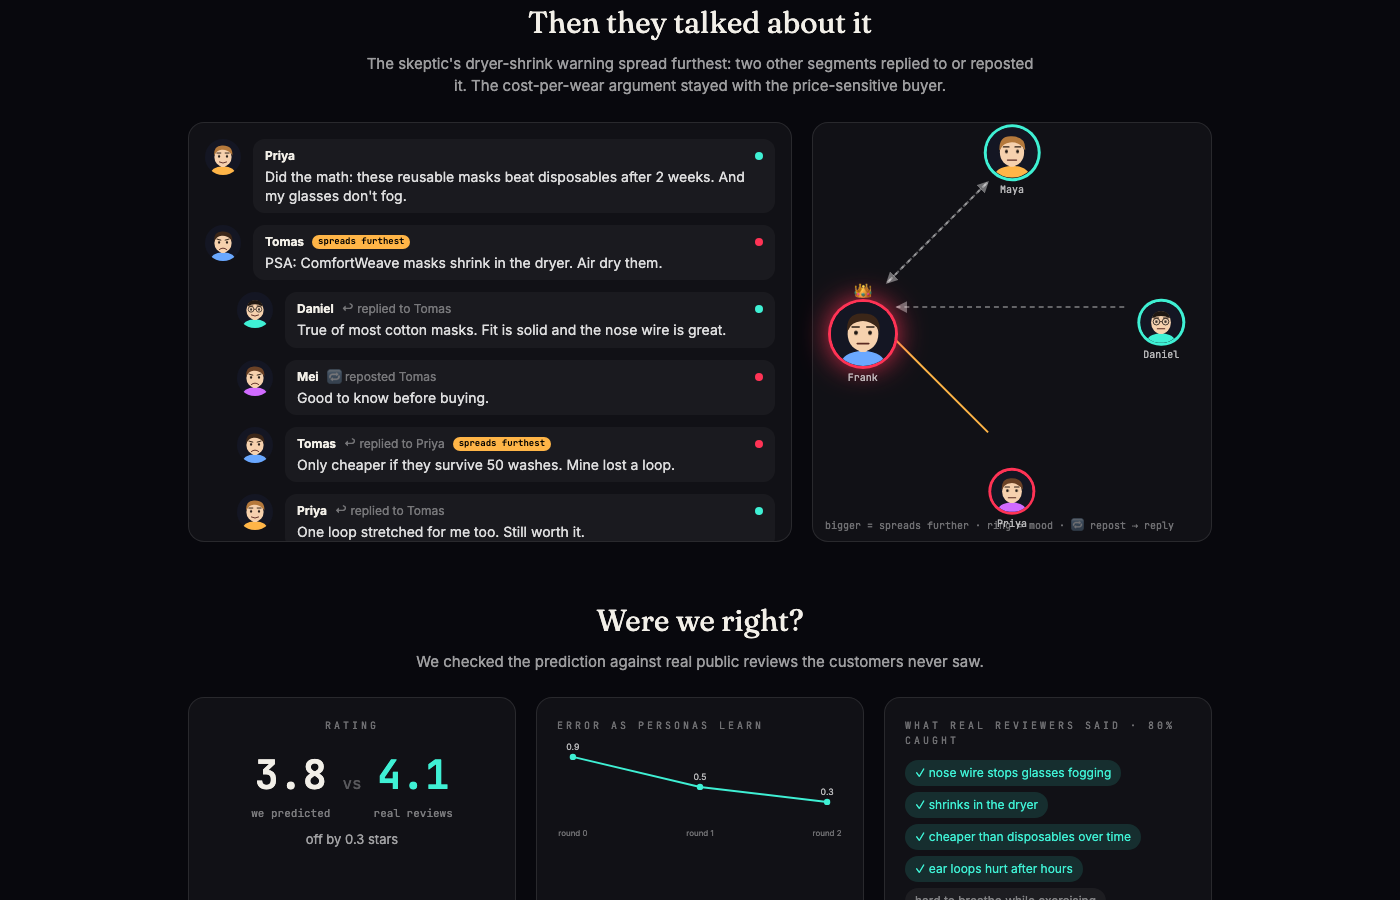 Then they talked about it
The skeptic's dryer-shrink warning spread furthest: two other segments replied to or reposted
it. The cost-per-wear argument stayed with the price-sensitive buyer.
Priya
Did the math: these reusable masks beat disposables after 2 weeks. And
my glasses don't fog.
Tomas spreads furthest
PSA: ComfortWeave masks shrink in the dryer. Air dry them.
Daniel ↩ replied to Tomas
True of most cotton masks. Fit is solid and the nose wire is great.
Mei 🔁 reposted Tomas
Good to know before buying.
Tomas ↩ replied to Priya spreads furthest
Only cheaper if they survive 50 washes. Mine lost a loop.
Priya ↩ replied to Tomas
One loop stretched for me too. Still worth it.
Maya
Frank
Daniel
Priya
bigger = spreads further · mood · 🔁 repost → reply
Were we right?
We checked the prediction against real public reviews the customers never saw.
RATING
3.8 vs 4.1
we predicted real reviews
off by 0.3 stars
ERROR AS PERSONAS LEARN
0.9
0.5
0.3
round 0 round 1 round 2
WHAT REAL REVIEWERS SAID · 80%
CAUGHT
✓ nose wire stops glasses fogging
✓ shrinks in the dryer
✓ cheaper than disposables over time
✓ ear loops hurt after hours
hard to breathe while exercising